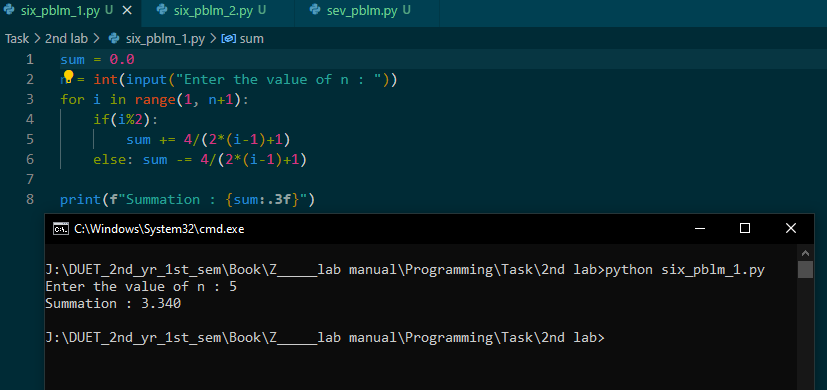 six_pblm_1.py U × six_pblm_2.py U sev_pblm.py U
Task > 2nd lab > six_pblm_1.py > sum
1 sum = 0.0
2 = int(input("Enter the value of n : "))
3 for i in range(1, n+1):
4 if(i%2):
5 sum += 4/(2*(i-1)+1)
6 else: sum -= 4/(2*(i-1)+1)
7
8 print(f"Summation : {sum:.3f}")
C:\Windows\System32\cmd.exe
J:\DUET_2nd_yr_1st_sem\Book\Z_____lab manual\Programming\Task\2nd lab>python six_pblm_1.py
Enter the value of n : 5
Summation : 3.340
J:\DUET_2nd_yr_1st_sem\Book\Z_____lab manual\Programming\Task\2nd lab>